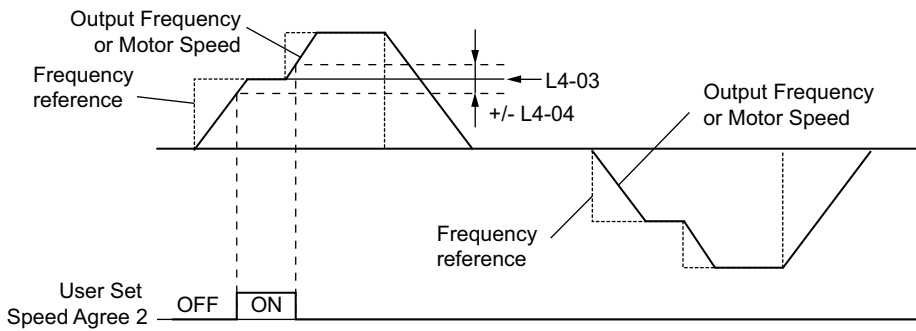 Output Frequency
or Motor Speed
Frequency
reference
L4-03
+/- L4-04
Output Frequency
or Motor Speed
Frequency
reference
User Set
Speed Agree 2
OFF
ON